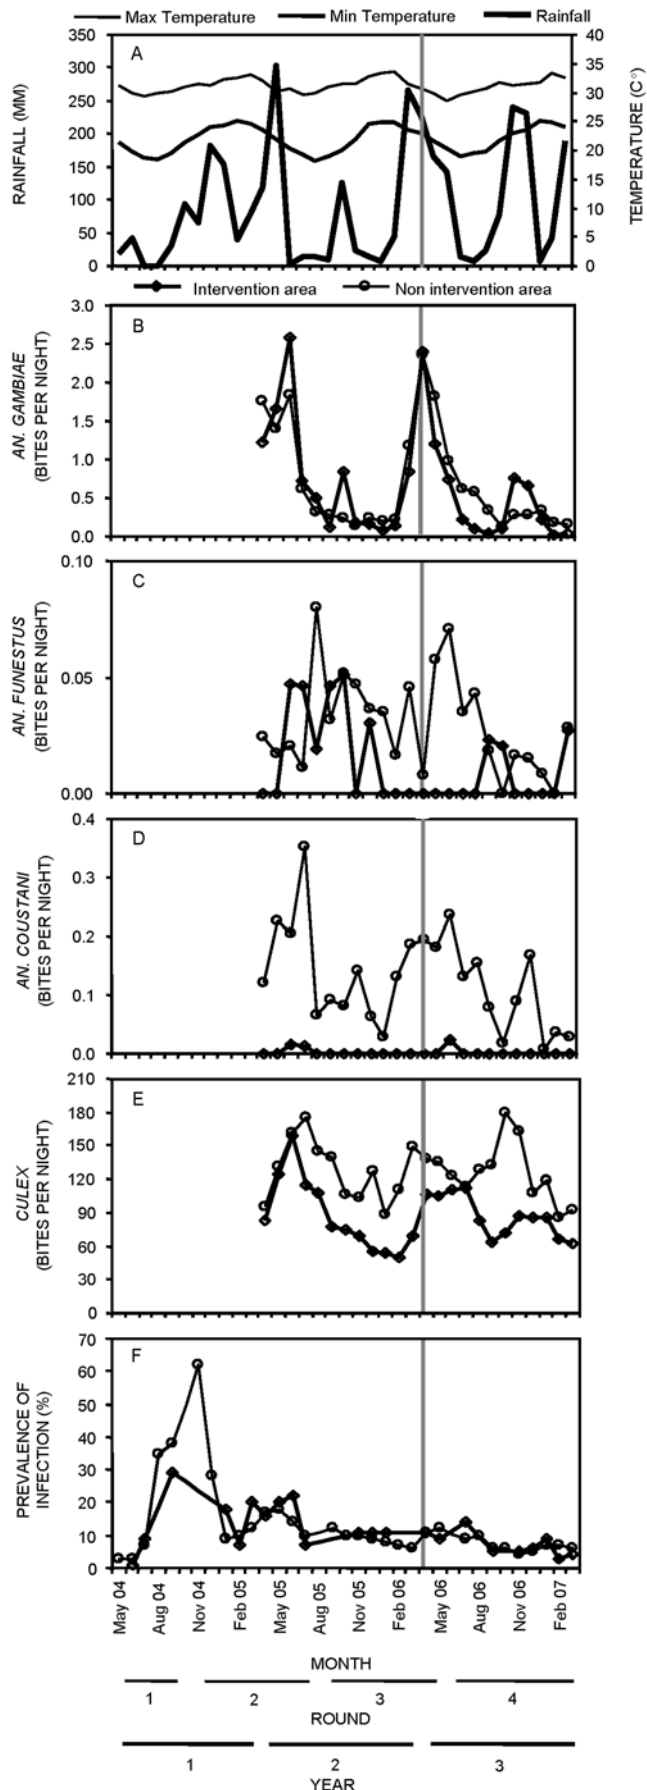 Max Temperature Min Temperature Rainfall
A
RAINFALL (MM)
350
300
250
200
150
100
50
0
40
35
30
25
20
15
10
5
0
TEMPERATURE (C°)
Intervention area Non intervention area
B
AN. GAMBIAE
(BITES PER NIGHT)
3.0
2.5
2.0
1.5
1.0
0.5
0.0
C
AN. FUNESTUS
(BITES PER NIGHT)
0.10
0.05
0.00
D
AN. COUSTANI
(BITES PER NIGHT)
0.4
0.3
0.2
0.1
0.0
E
CULEX
(BITES PER NIGHT)
210
180
150
120
90
60
30
0
F
PREVALENCE OF
INFECTION (%)
70
60
50
40
30
20
10
0
May 04 Aug 04 Nov 04 Feb 05 May 05 Aug 05 Nov 05 Feb 06 May 06 Aug 06 Nov 06 Feb 07
MONTH
1 2 3 4
ROUND
1 2 3
YEAR